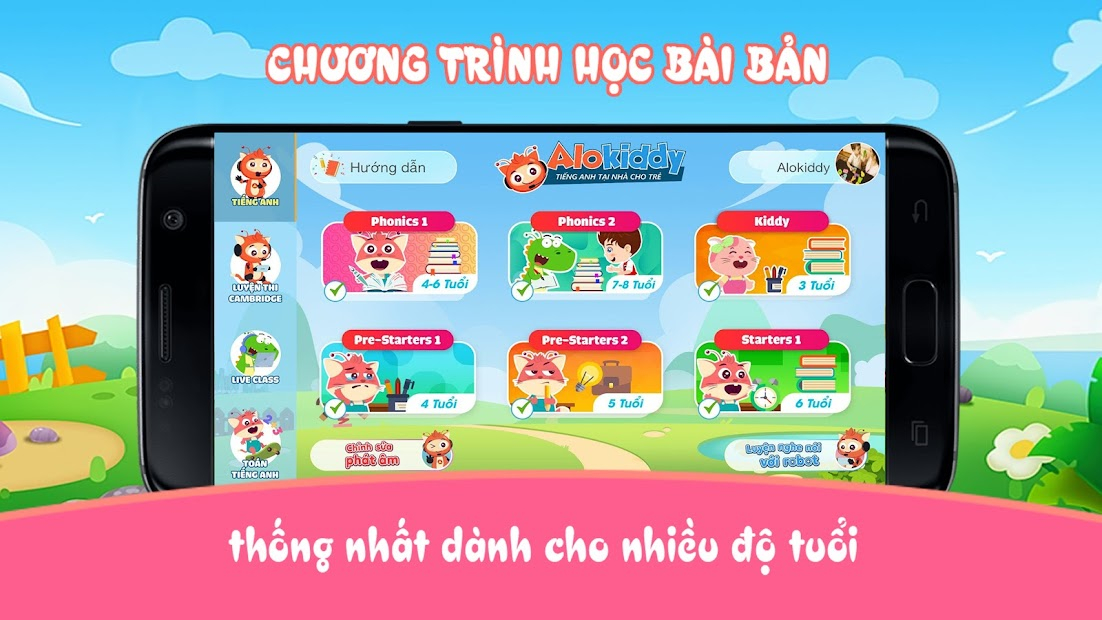 CHƯƠNG TRÌNH HỌC BÀI BẢN
Hướng dẫn
Alokiddy
TIẾNG ANH TẠI NHÀ CHO TRẺ
Alokiddy
TIẾNG ANH
LUYỆN THI
CAMBRIDGE
LIVE CLASS
TOÁN
TIẾNG ANH
Phonics 1
4-6 Tuổi
Phonics 2
7-8 Tuổi
Kiddy
3 Tuổi
Pre-Starters 1
4 Tuổi
Pre-Starters 2
5 Tuổi
Starters 1
6 Tuổi
Chỉnh sửa
phát âm
Luyện nghe nói
với robot
thống nhất dành cho nhiều độ tuổi